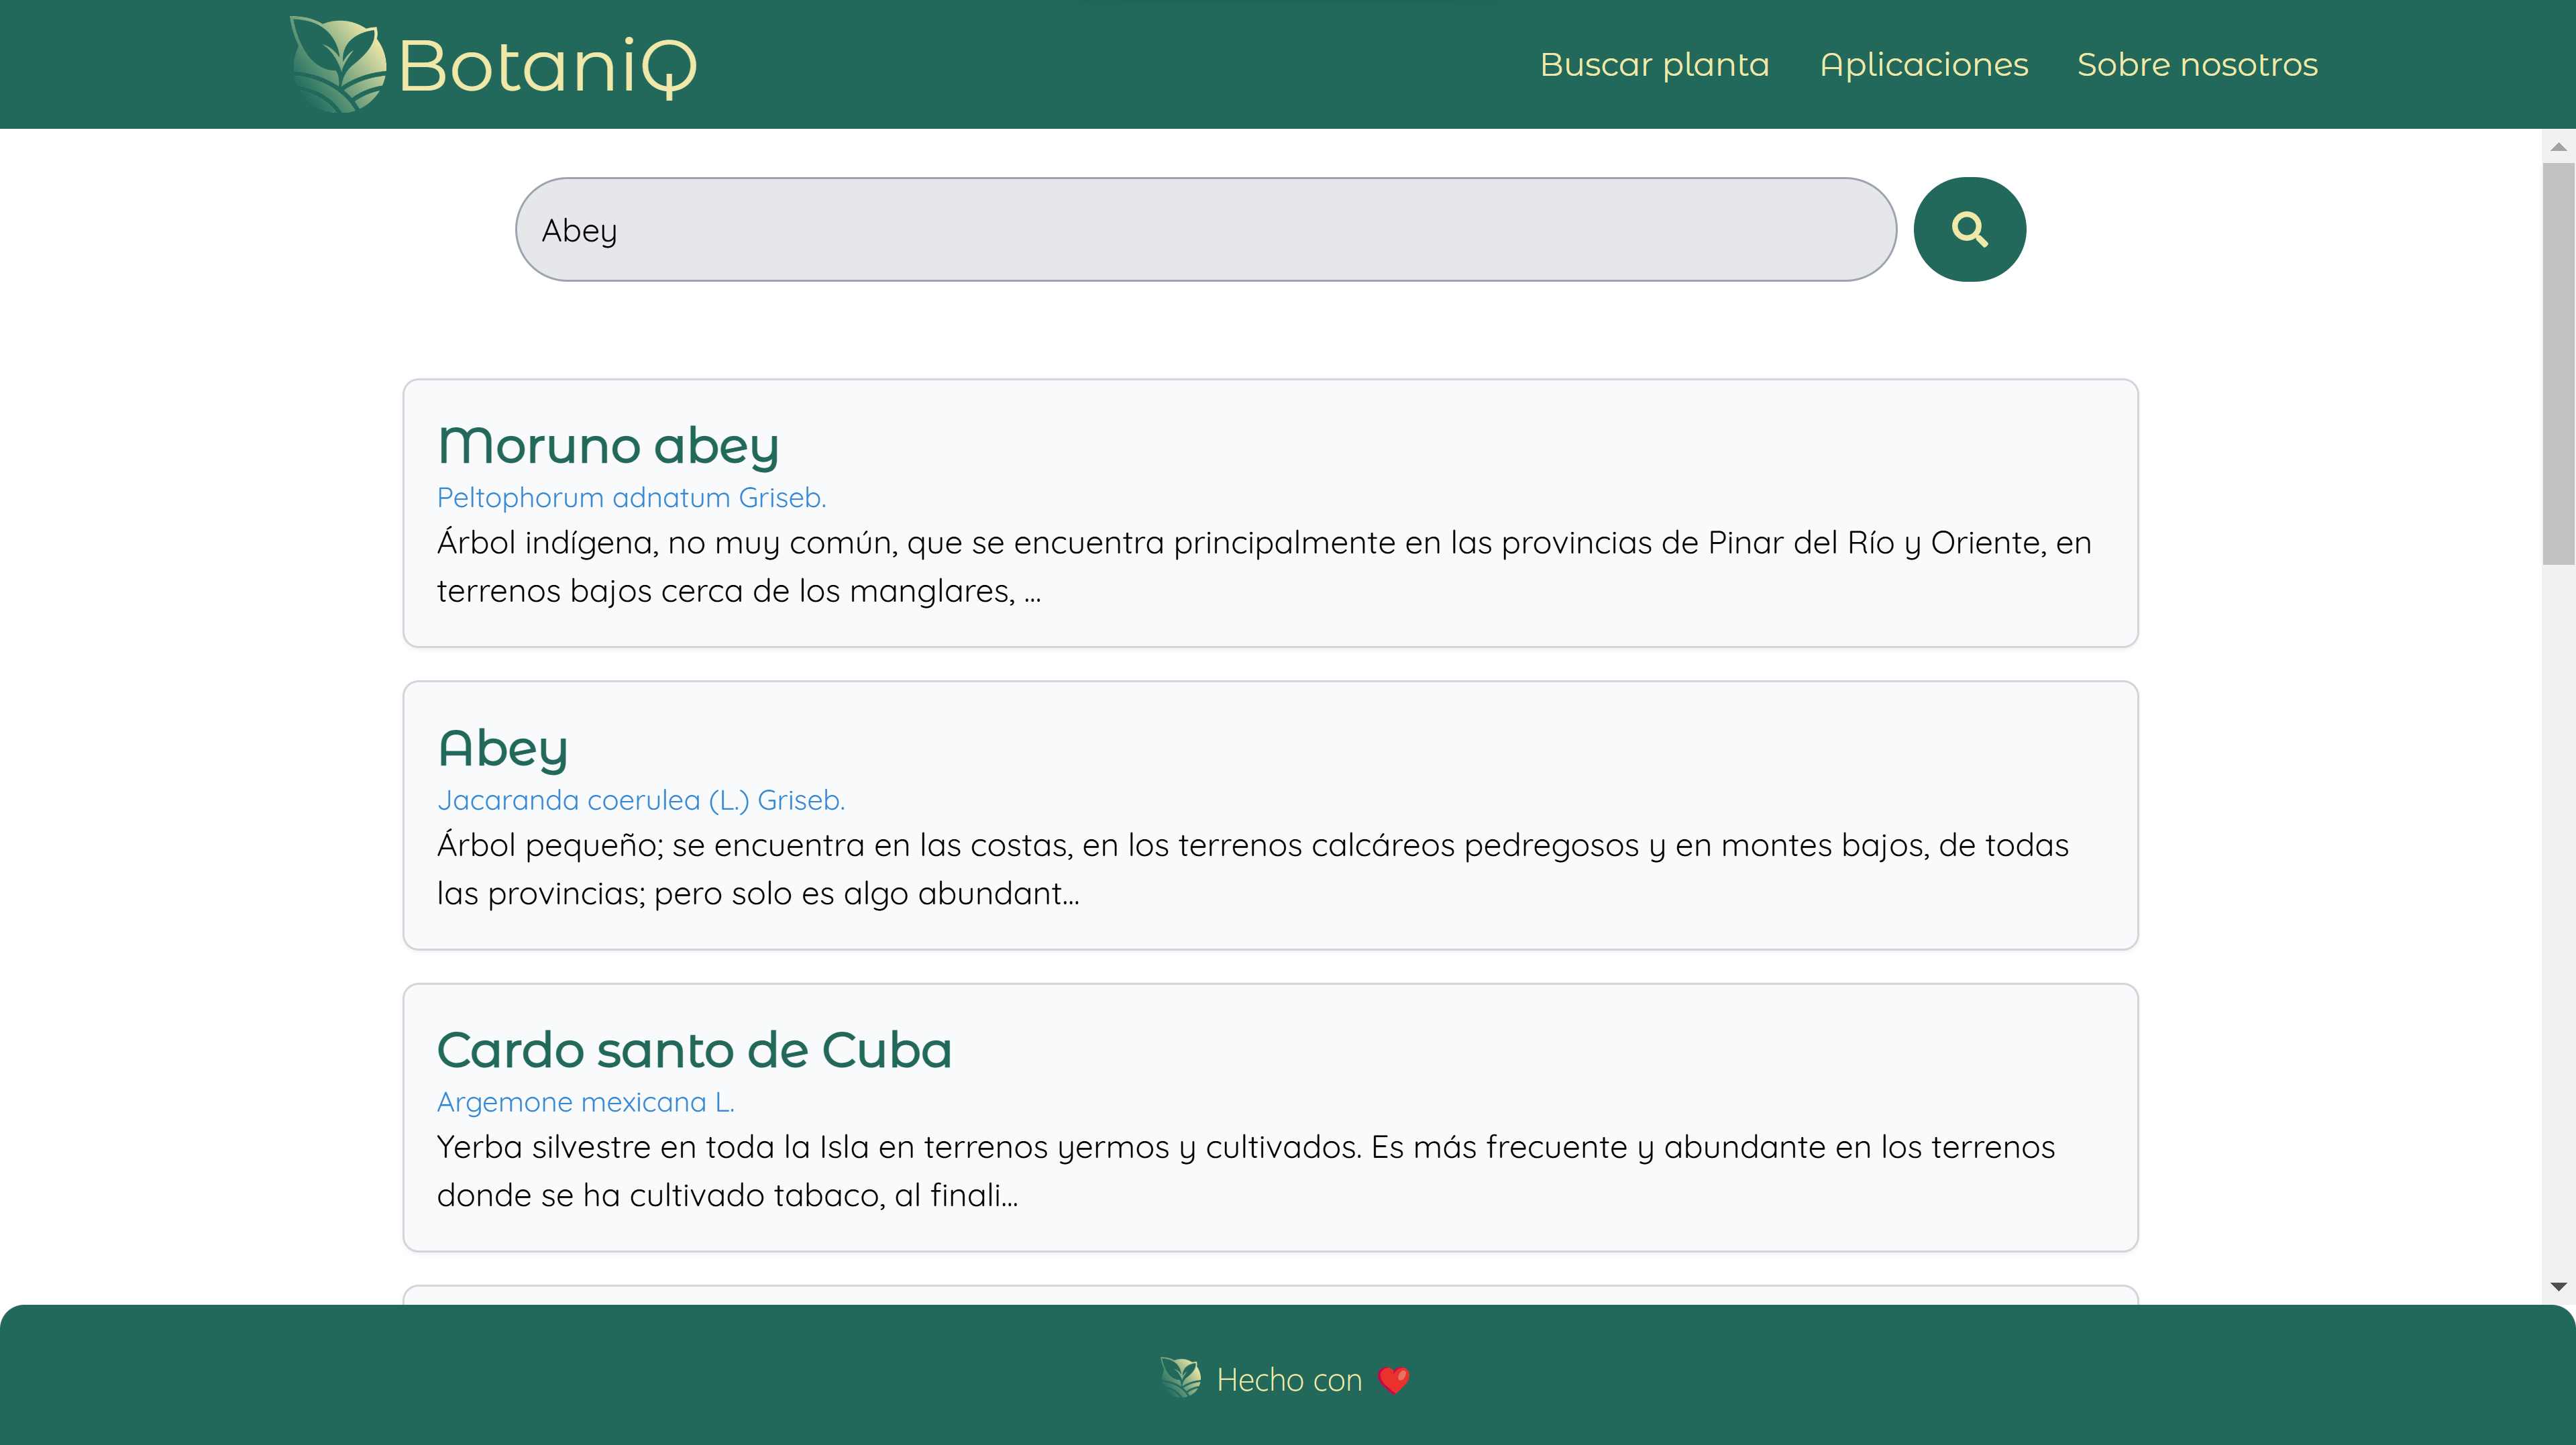 BotaniQ
Buscar planta Aplicaciones Sobre nosotros
Abey
Moruno abey
Peltophorum adnatum Griseb.
Árbol indígena, no muy común, que se encuentra principalmente en las provincias de Pinar del Río y Oriente, en
terrenos bajos cerca de los manglares, ...
Abey
Jacaranda coerulea (L.) Griseb.
Árbol pequeño; se encuentra en las costas, en los terrenos calcáreos pedregosos y en montes bajos, de todas
las provincias; pero solo es algo abundant...
Cardo santo de Cuba
Argemone mexicana L.
Yerba silvestre en toda la Isla en terrenos yermos y cultivados. Es más frecuente y abundante en los terrenos
donde se ha cultivado tabaco, al finali...
Hecho con ❤️